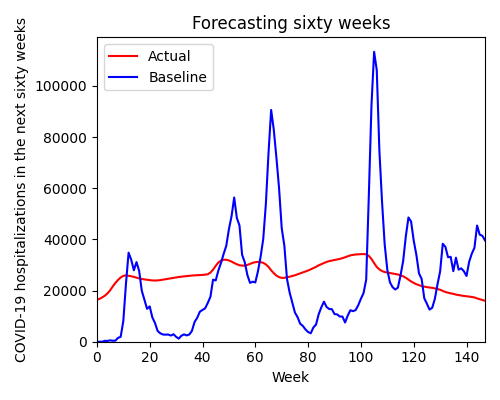 Forecasting sixty weeks
COVID-19 hospitalizations in the next sixty weeks
Actual
Baseline
100000
80000
60000
40000
20000
0
0 20 40 60 80 100 120 140
Week